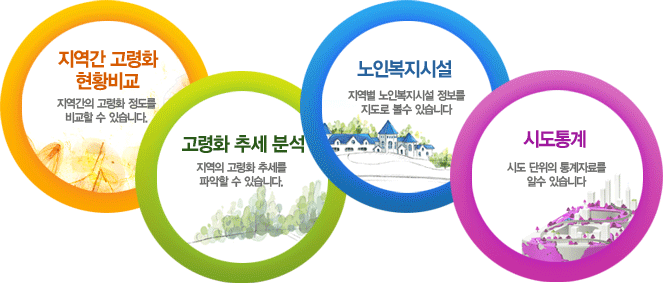 지역간 고령화
현황비교
지역간의 고령화 정도를
비교할 수 있습니다.
고령화 추세 분석
지역의 고령화 추세를
파악할 수 있습니다.
노인복지시설
지역별 노인복지시설 정보를
지도로 볼수 있습니다
시도통계
시도 단위의 통계자료를
알수 있습니다